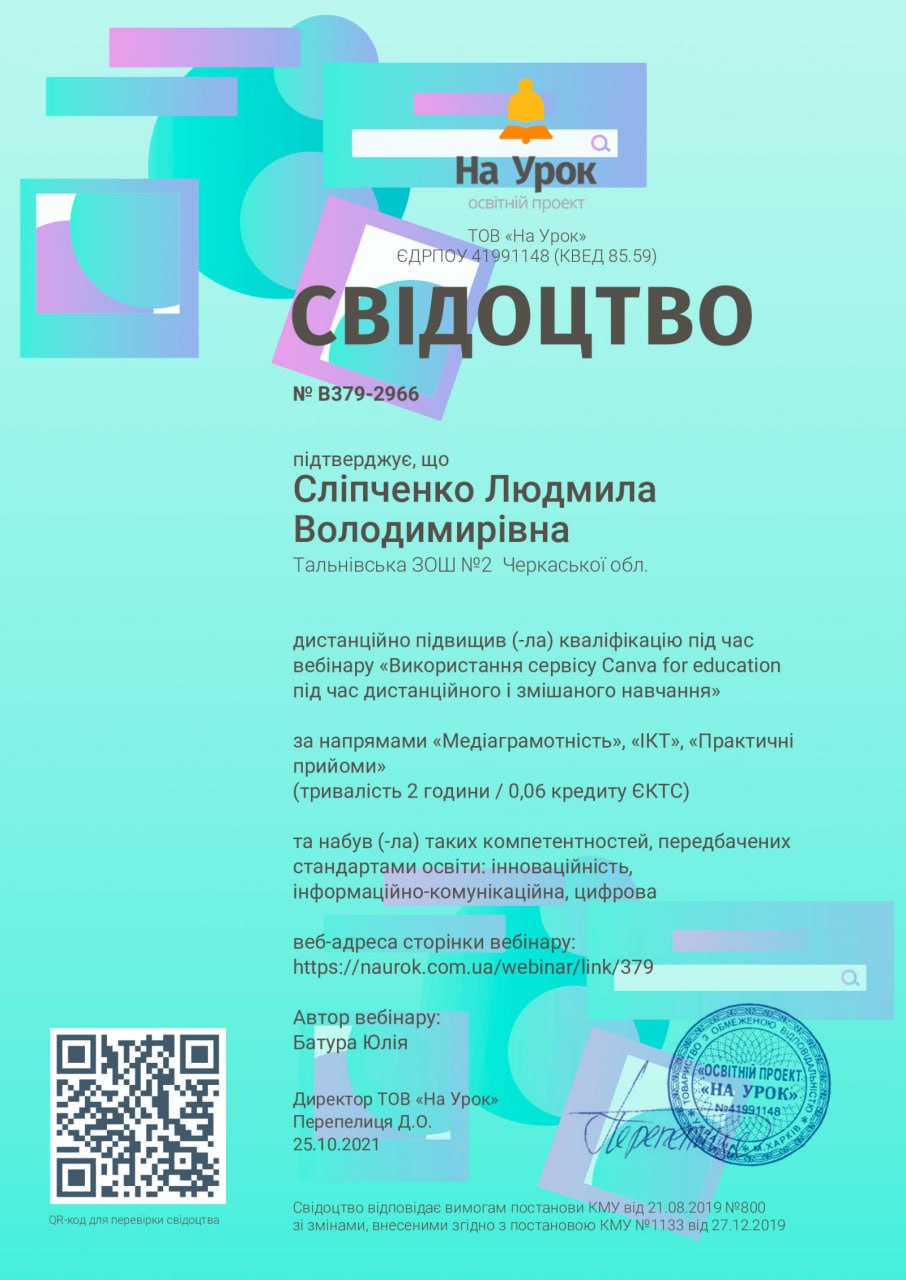 На Урок
освітній проект
ТОВ «На Урок»
ЄДРПОУ 41991148 (КВЕД 85.59)
СВІДОЦТВО
№ В379-2966
підтверджує, що
Сліпченко Людмила
Володимирівна
Тальнівська ЗОШ №2 Черкаської обл.
дистанційно підвищив (-ла) кваліфікацію під час
вебінару «Використання сервісу Canva for education
під час дистанційного і змішаного навчання»
за напрямами «Медіаграмотність», «ІКТ», «Практичні
прийоми»
(тривалість 2 години / 0,06 кредиту ЄКТС)
та набув (-ла) таких компетентностей, передбачених
стандартами освіти: інноваційність,
інформаційно-комунікаційна, цифрова
веб-адреса сторінки вебінару:
https://naurok.com.ua/webinar/link/379
Автор вебінару:
Батура Юлія
Директор ТОВ «На Урок»
Перепелиця Д.О.
25.10.2021
ТОВАРИСТВО З ОБМЕЖЕНОЮ ВІДПОВІДАЛЬНІСТЮ
«ОСВІТНІЙ ПРОЕКТ
«НА УРОК»
№41991148
М.ХАРКІВ
QR-код для перевірки свідоцтва
Свідоцтво відповідає вимогам постанови КМУ від 21.08.2019 №800
зі змінами, внесеними згідно з постановою КМУ №1133 від 27.12.2019